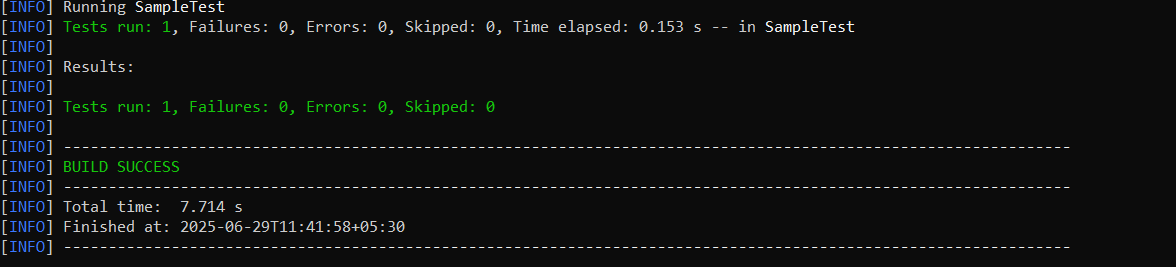 [INFO] Running SampleTest
[INFO] Tests run: 1, Failures: 0, Errors: 0, Skipped: 0, Time elapsed: 0.153 s -- in SampleTest
[INFO]
[INFO] Results:
[INFO]
[INFO] Tests run: 1, Failures: 0, Errors: 0, Skipped: 0
[INFO]
[INFO] ------------------------------------------------------------------------------------------------------------------
[INFO] BUILD SUCCESS
[INFO] ------------------------------------------------------------------------------------------------------------------
[INFO] Total time:  7.714 s
[INFO] Finished at: 2025-06-29T11:41:58+05:30
[INFO] ------------------------------------------------------------------------------------------------------------------